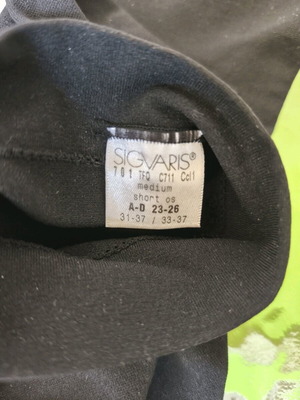 SIGVARIS®
701 TFO C711 Ccl1
medium
short os
A-D 23-26
31-37 / 33-37